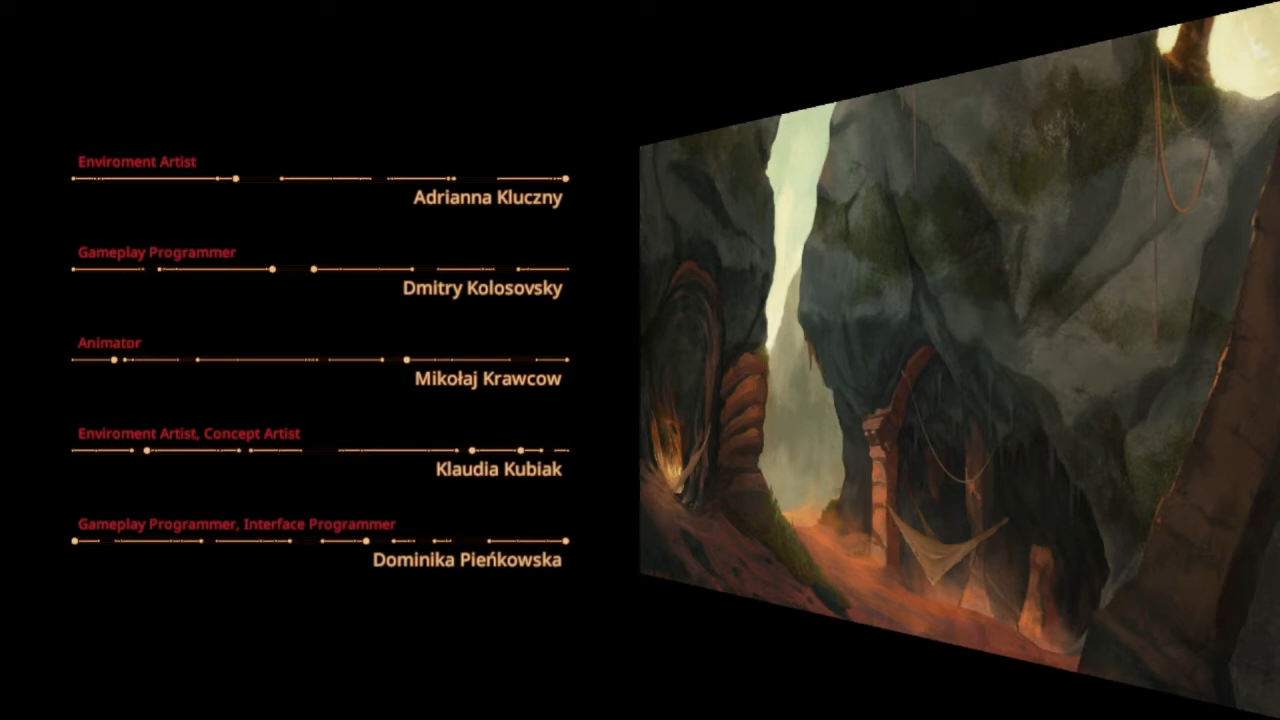 Enviroment Artist
Adrianna Kluczny
Gameplay Programmer
Dmitry Kolosovsky
Animator
Mikołaj Krawcow
Enviroment Artist, Concept Artist
Klaudia Kubiak
Gameplay Programmer, Interface Programmer
Dominika Pieńkowska